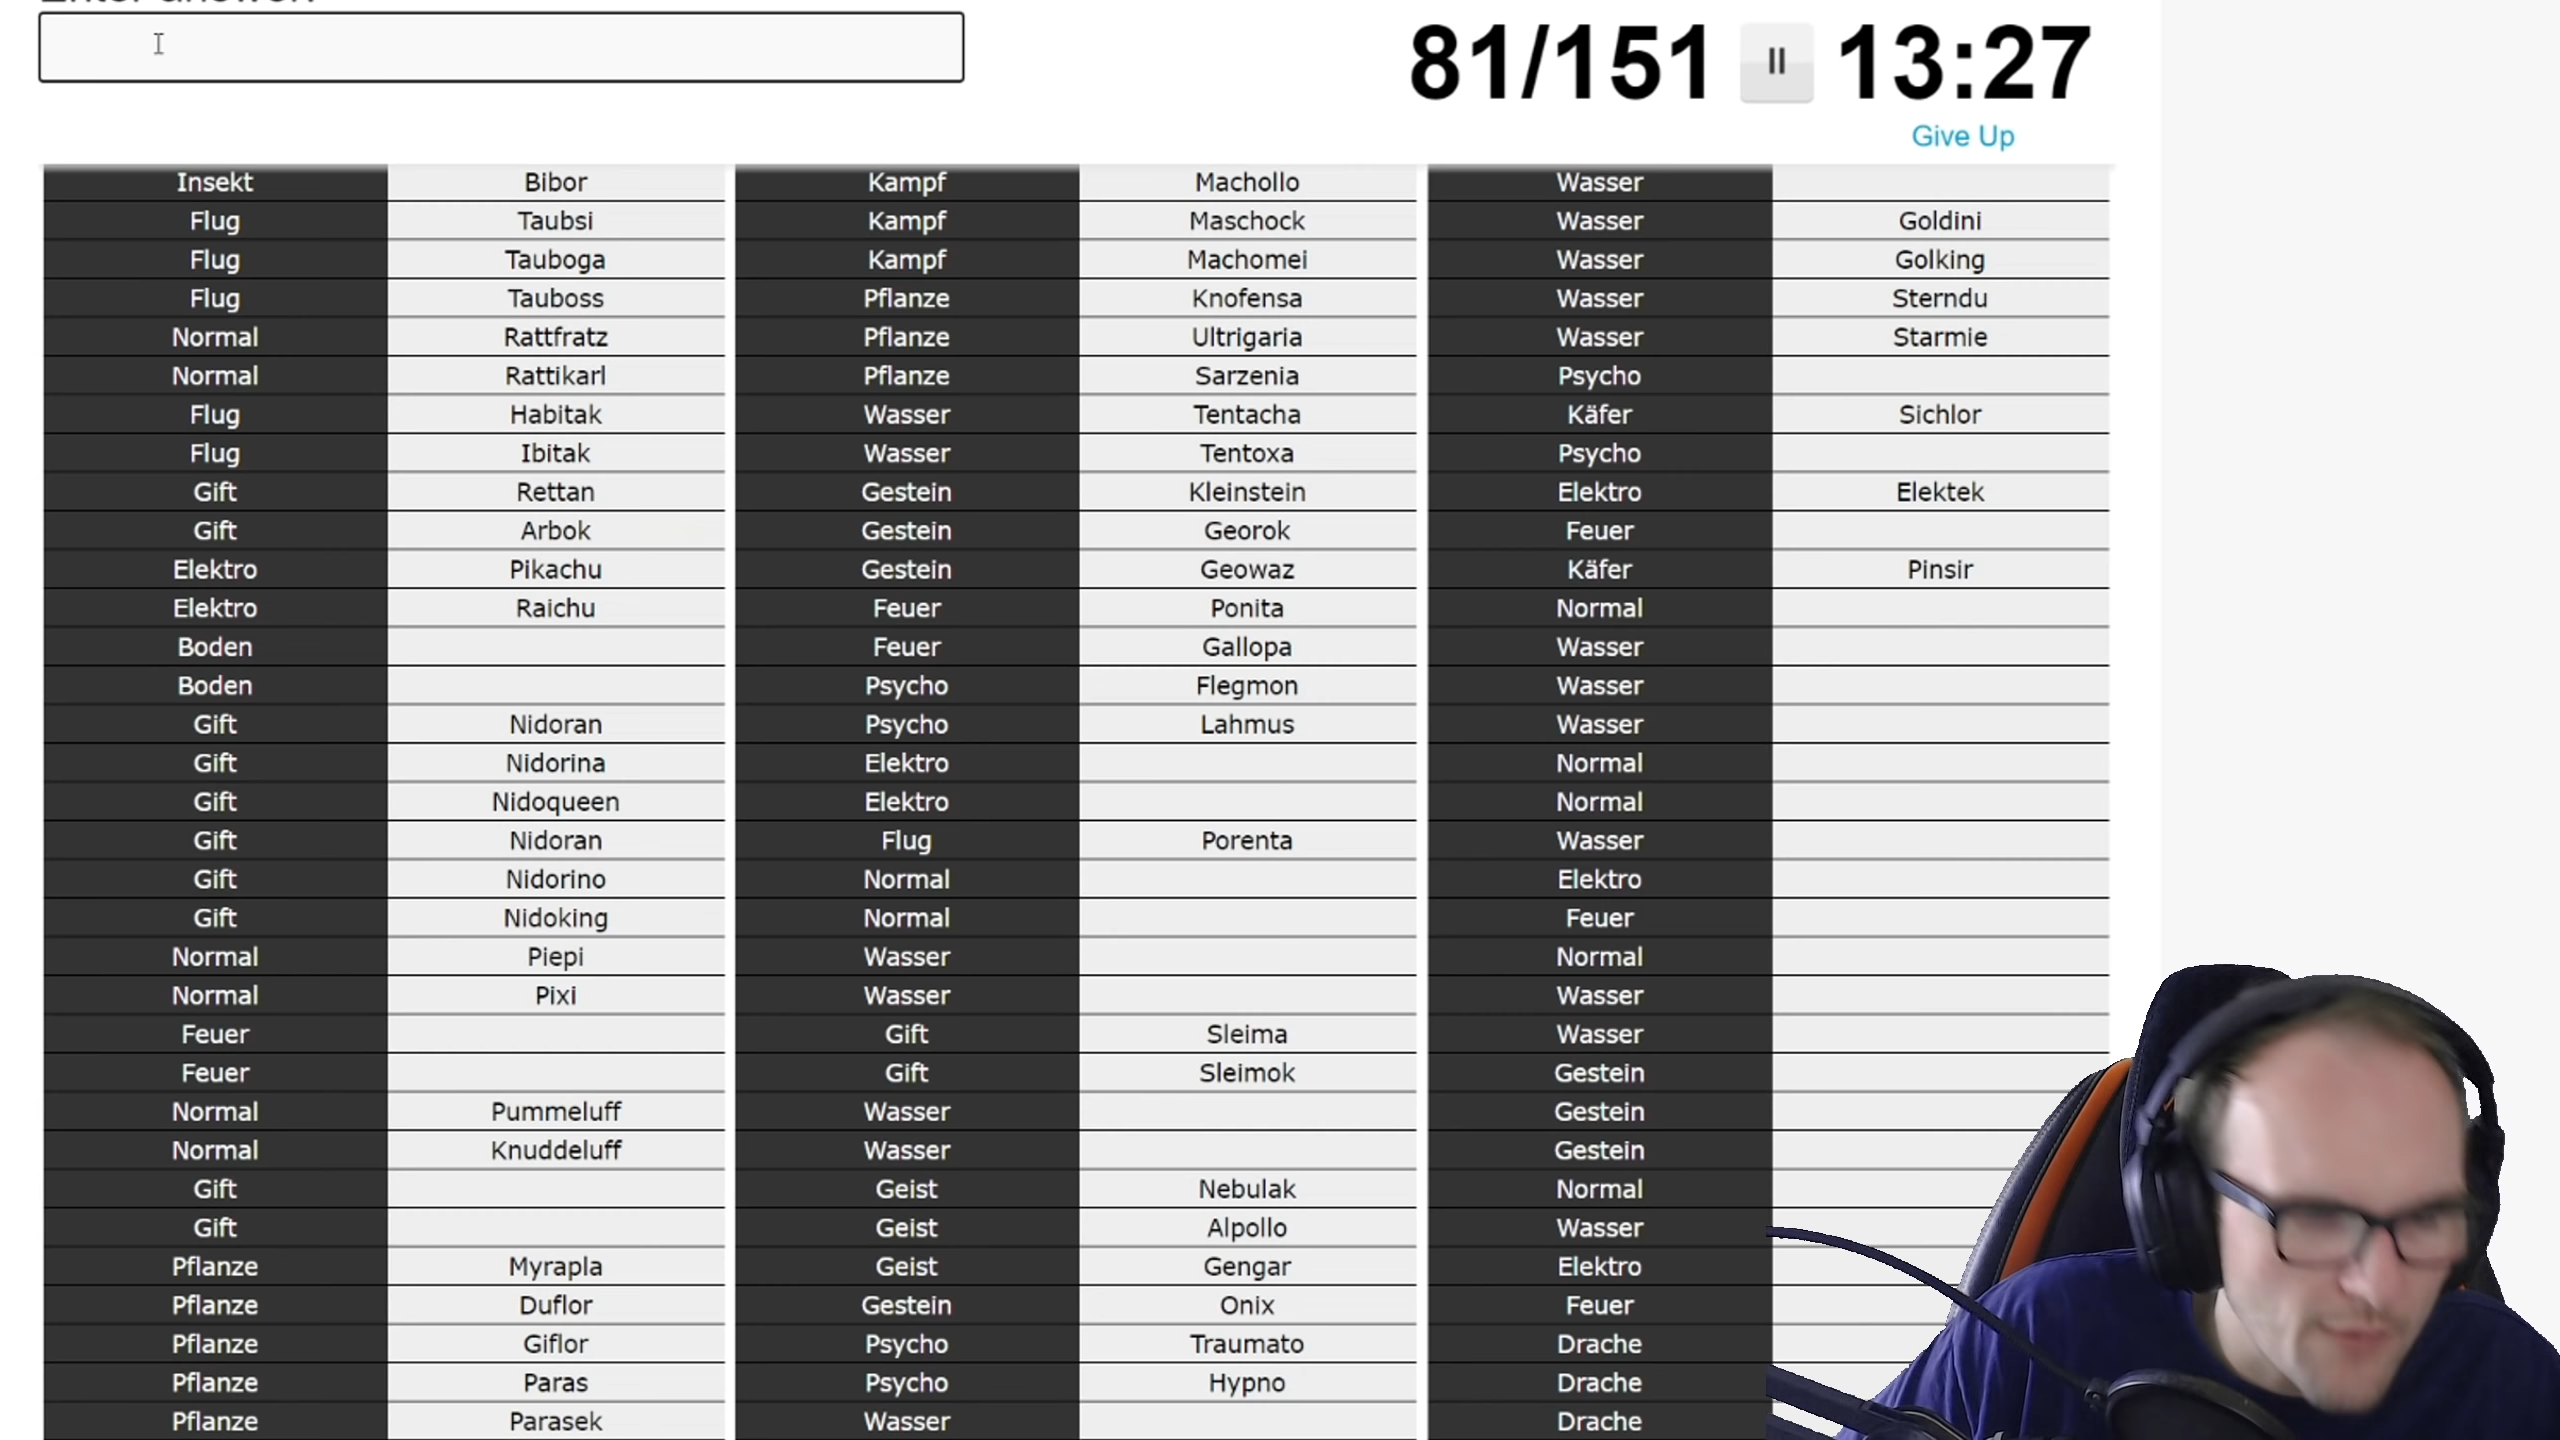 81/151 13:27
Give Up
Insekt Bibor Kampf Machollo Wasser
Flug Taubsi Kampf Maschock Wasser Goldini
Flug Tauboga Kampf Machomei Wasser Golking
Flug Tauboss Pflanze Knofensa Wasser Sterndu
Normal Rattfratz Pflanze Ultrigaria Wasser Starmie
Normal Rattikarl Pflanze Sarzenia Psycho
Flug Habitak Wasser Tentacha Käfer Sichlor
Flug Ibitak Wasser Tentoxa Psycho
Gift Rettan Gestein Kleinstein Elektro Elektek
Gift Arbok Gestein Georok Feuer
Elektro Pikachu Gestein Geowaz Käfer Pinsir
Elektro Raichu Feuer Ponita Normal
Boden Feuer Gallopa Wasser
Boden Psycho Flegmon Wasser
Gift Nidoran Psycho Lahmus Wasser
Gift Nidorina Elektro Normal
Gift Nidoqueen Elektro Normal
Gift Nidoran Flug Porenta Wasser
Gift Nidorino Normal Elektro
Gift Nidoking Normal Feuer
Normal Piepi Wasser Normal
Normal Pixi Wasser Wasser
Feuer Gift Sleima Wasser
Feuer Gift Sleimok Gestein
Normal Pummeluff Wasser Gestein
Normal Knuddeluff Wasser Gestein
Gift Geist Nebulak Normal
Gift Geist Alpollo Wasser
Pflanze Myrapla Geist Gengar Elektro
Pflanze Duflor Gestein Onix Feuer
Pflanze Giflor Psycho Traumato Drache
Pflanze Paras Psycho Hypno Drache
Pflanze Parasek Wasser Drache